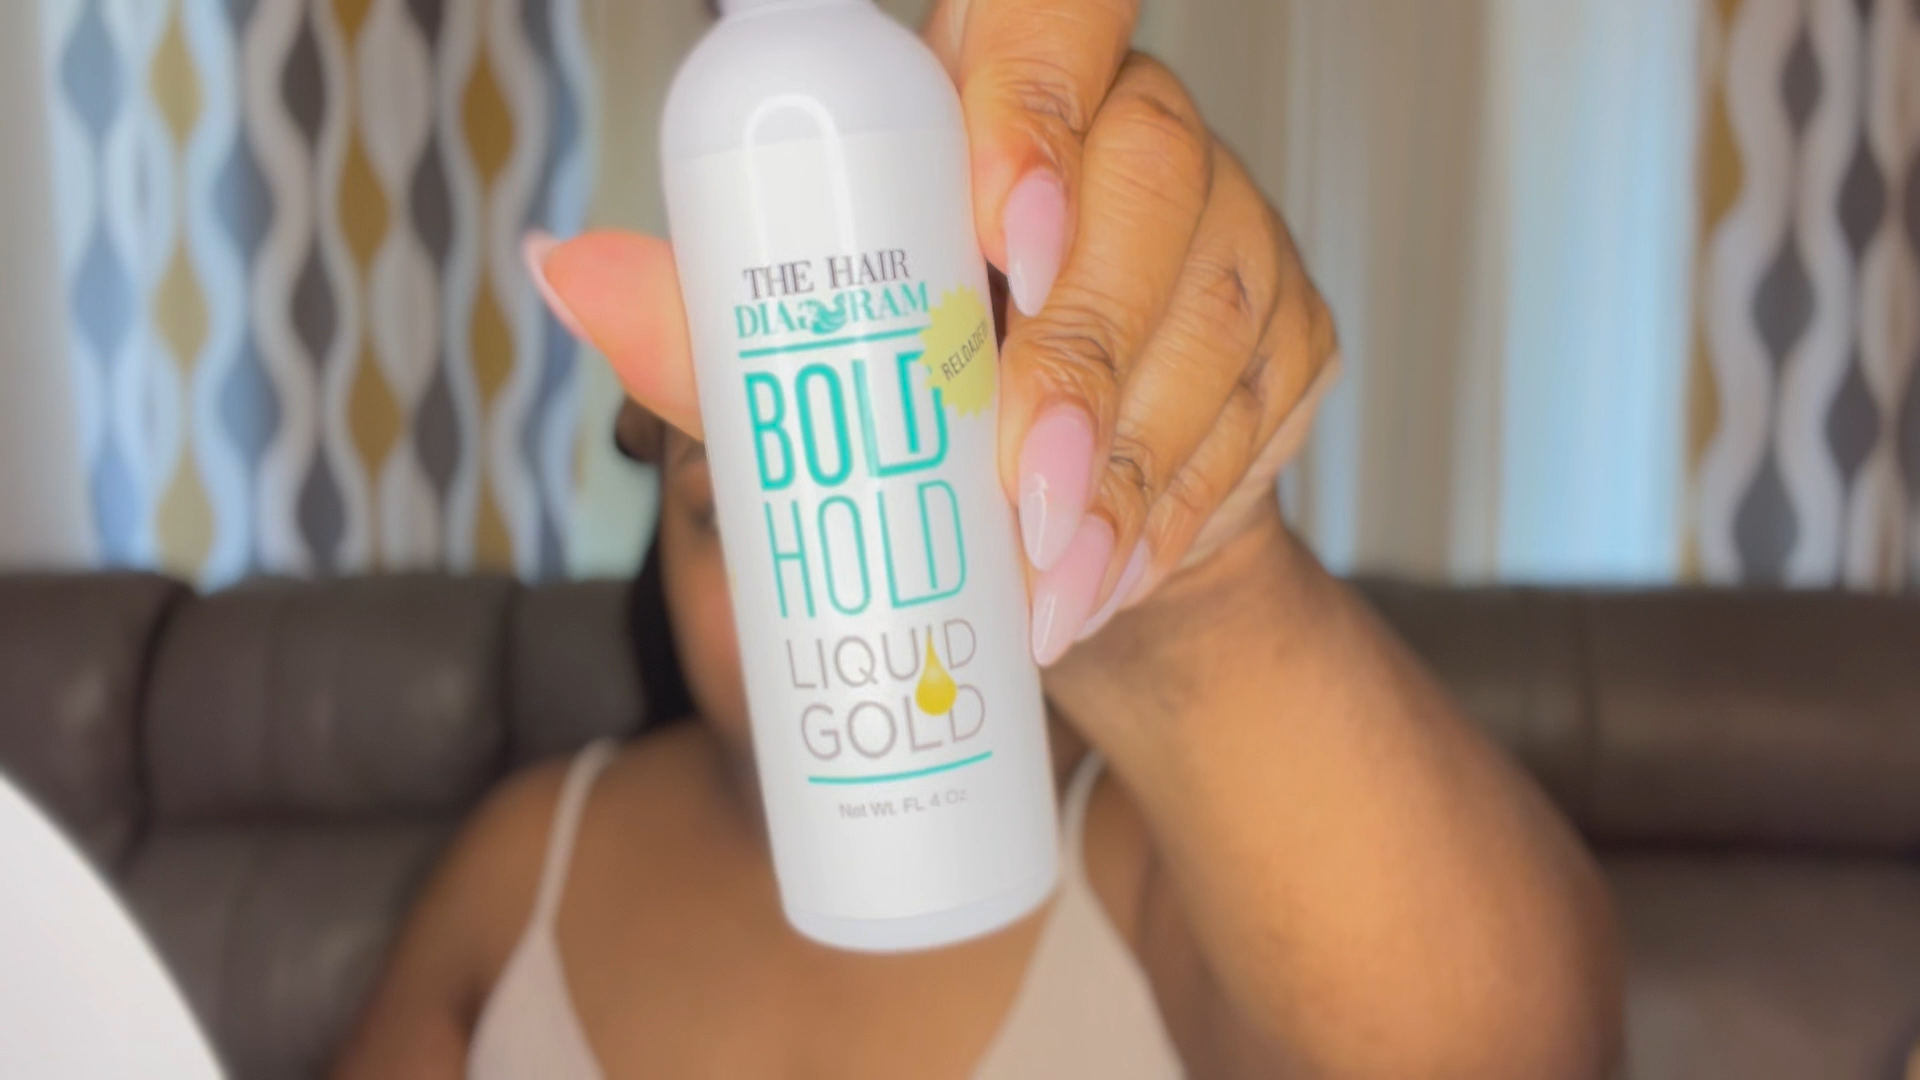 THE HAIR
DIAGRAM
RELOADED
BOLD
HOLD
LIQUID
GOLD
Net Wt. FL 4 Oz